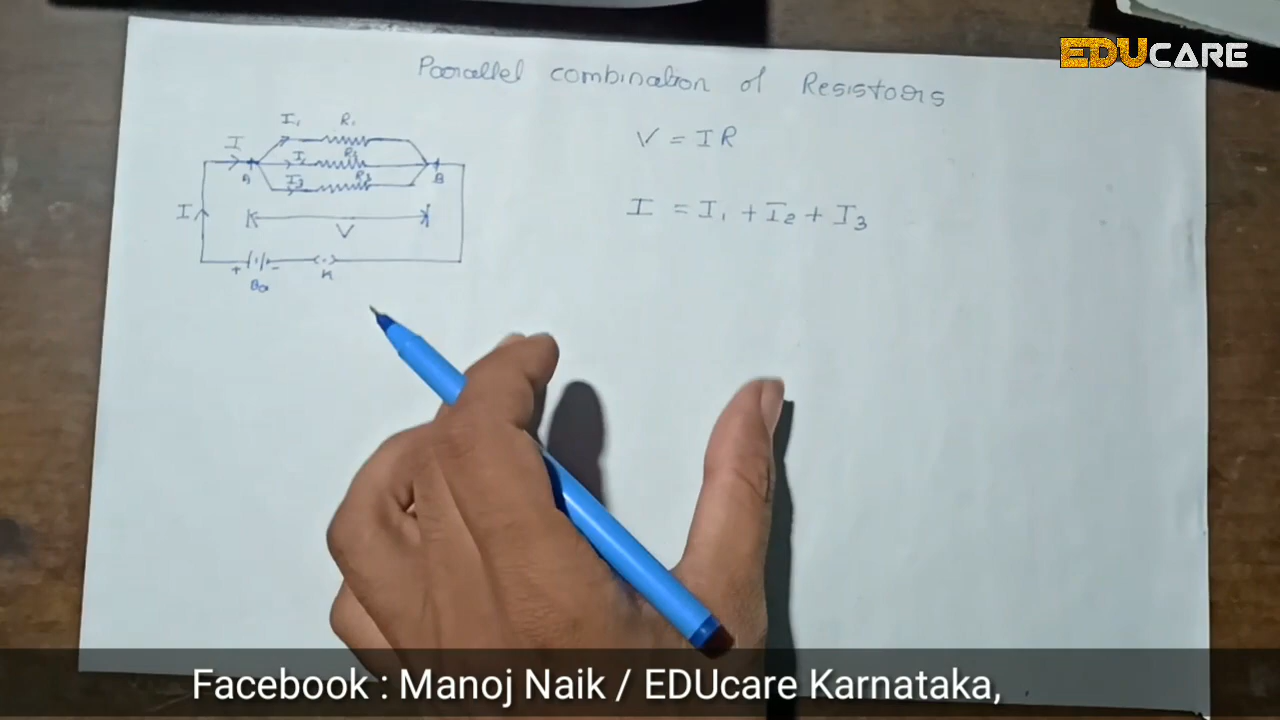 EDUCARE
Parallel combination of Resistors
I₁ R₁
I
I₂ R₂
A B
I₃ R₃
I
V
+ -
Ba K
V = IR
I = I₁ + I₂ + I₃
Facebook : Manoj Naik / EDUcare Karnataka,